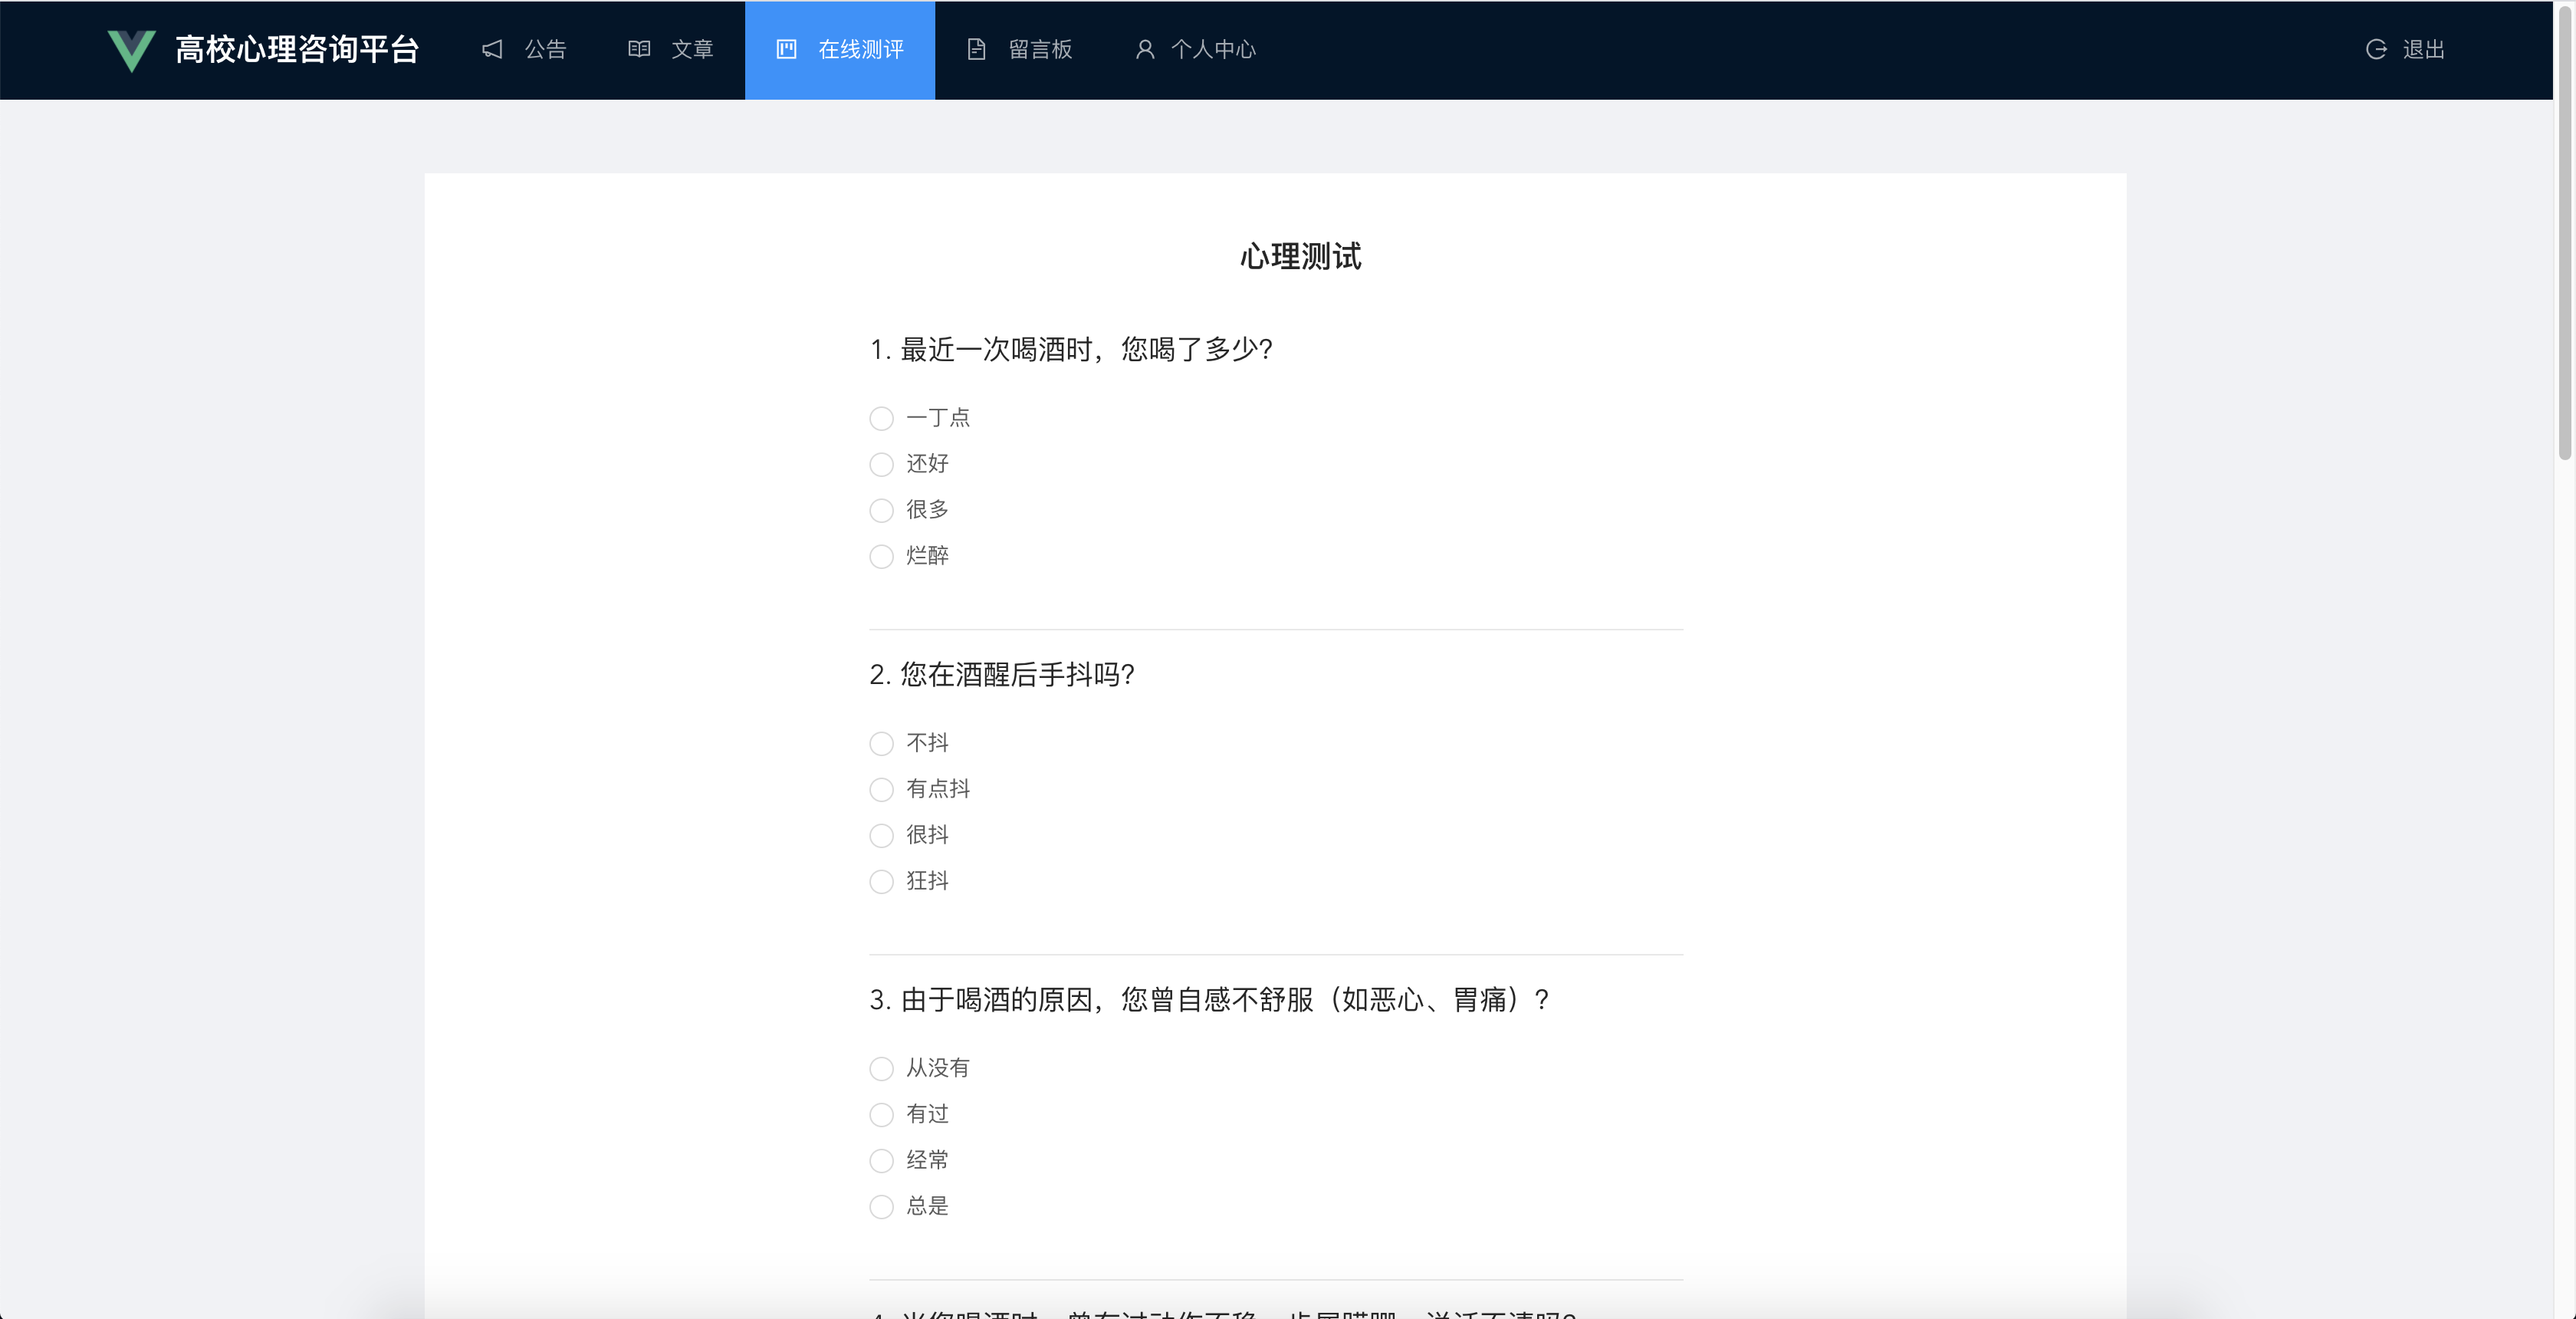 高校心理咨询平台 公告 文章 在线测评 留言板 个人中心 退出
心理测试
1. 最近一次喝酒时，您喝了多少?
一丁点
还好
很多
烂醉
2. 您在酒醒后手抖吗?
不抖
有点抖
很抖
狂抖
3. 由于喝酒的原因，您曾自感不舒服（如恶心、胃痛）?
从没有
有过
经常
总是